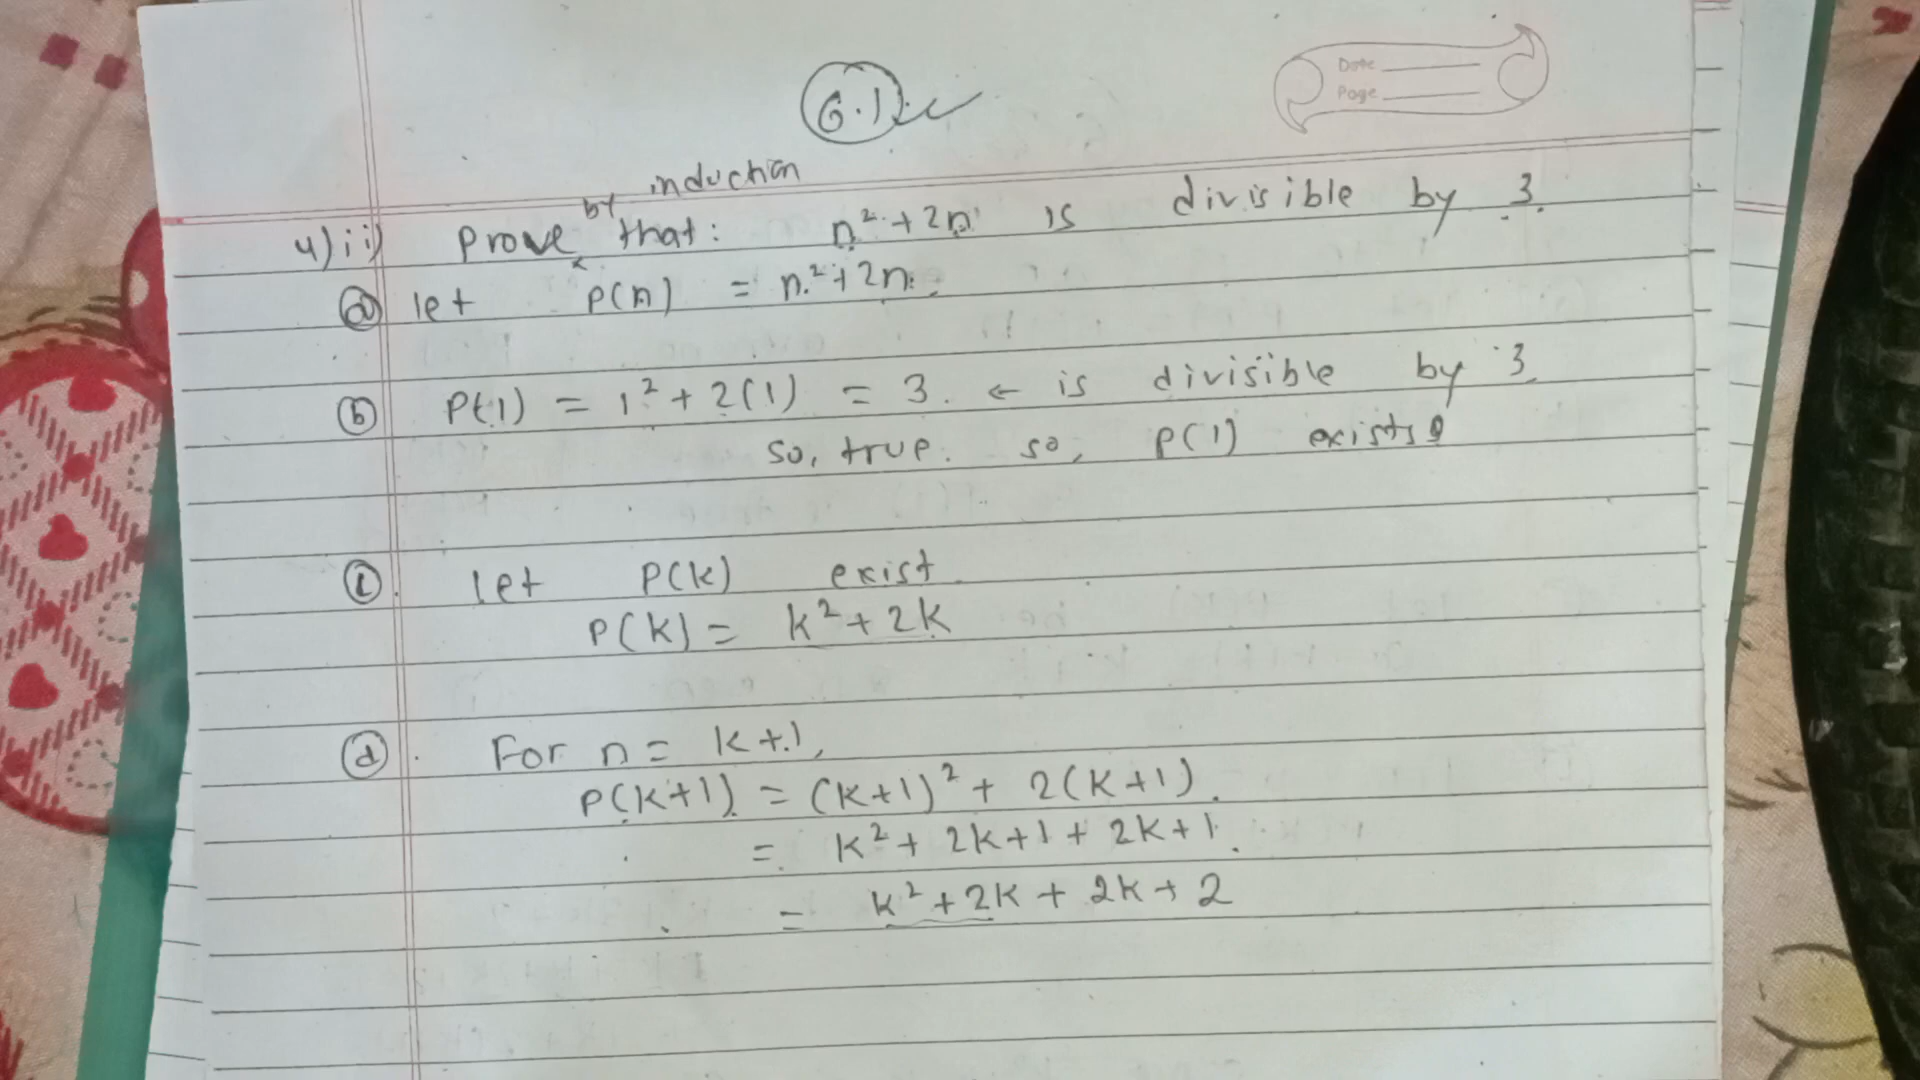 6.1
Date
Page
4)ii) Prove by induction that: n²+2n is divisible by 3.
ⓐ let P(n) = n²+2n.
ⓑ P(1) = 1²+2(1) = 3. ← is divisible by 3.
so, true. so, P(1) exists
ⓒ. let P(k) exist.
P(k) = k²+2k
ⓓ. For n = k+1,
P(k+1) = (k+1)² + 2(k+1).
= k²+2k+1+2k+1.
= k²+2k+2k+2